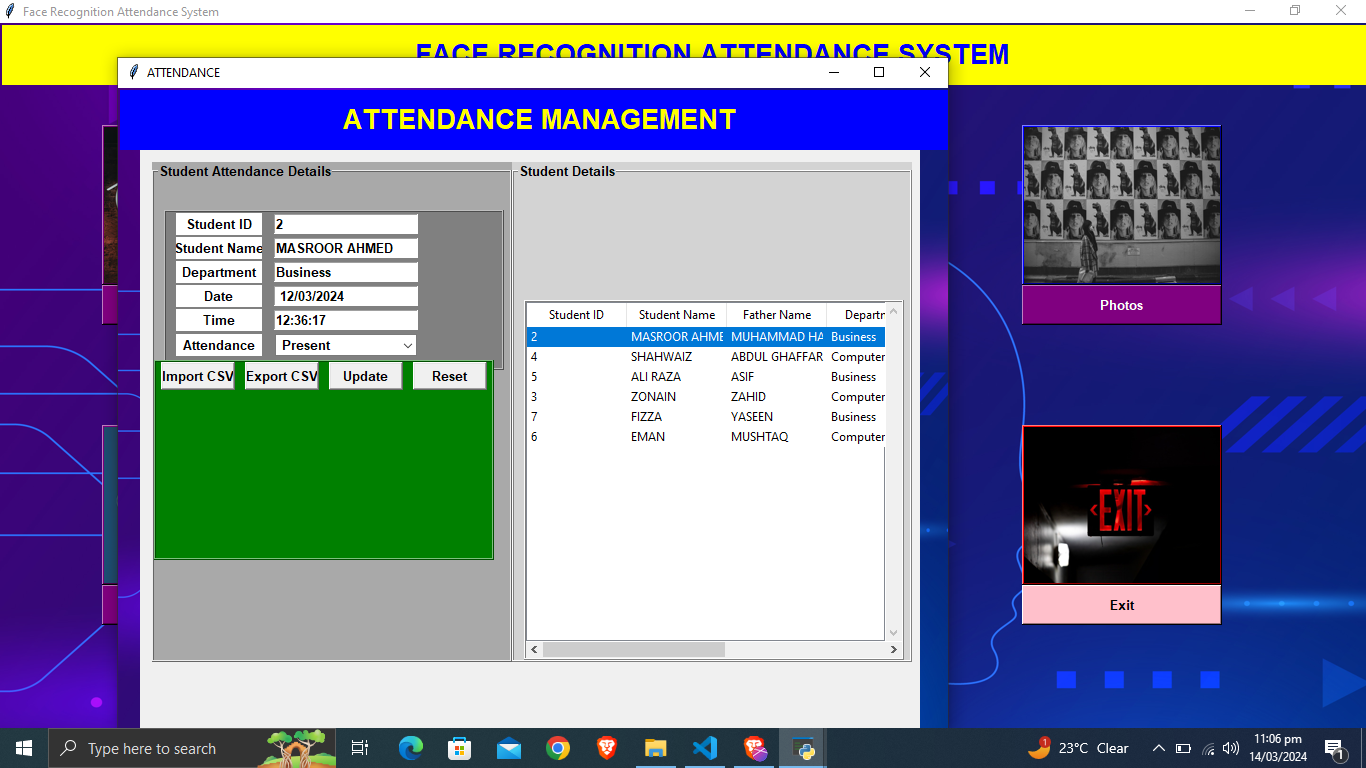 Face Recognition Attendance System
FACE RECOGNITION ATTENDANCE SYSTEM
ATTENDANCE
ATTENDANCE MANAGEMENT
Student Attendance Details
Student ID 2
Student Name MASROOR AHMED
Department Business
Date 12/03/2024
Time 12:36:17
Attendance Present
Import CSV Export CSV Update Reset
Student Details
Student ID Student Name Father Name Departr
2 MASROOR AHME MUHAMMAD HA Business
4 SHAHWAIZ ABDUL GHAFFAR Computer
5 ALI RAZA ASIF Business
3 ZONAIN ZAHID Computer
7 FIZZA YASEEN Business
6 EMAN MUSHTAQ Computer
Photos
EXIT
Exit
Type here to search
1
23°C Clear
11:06 pm
14/03/2024
1